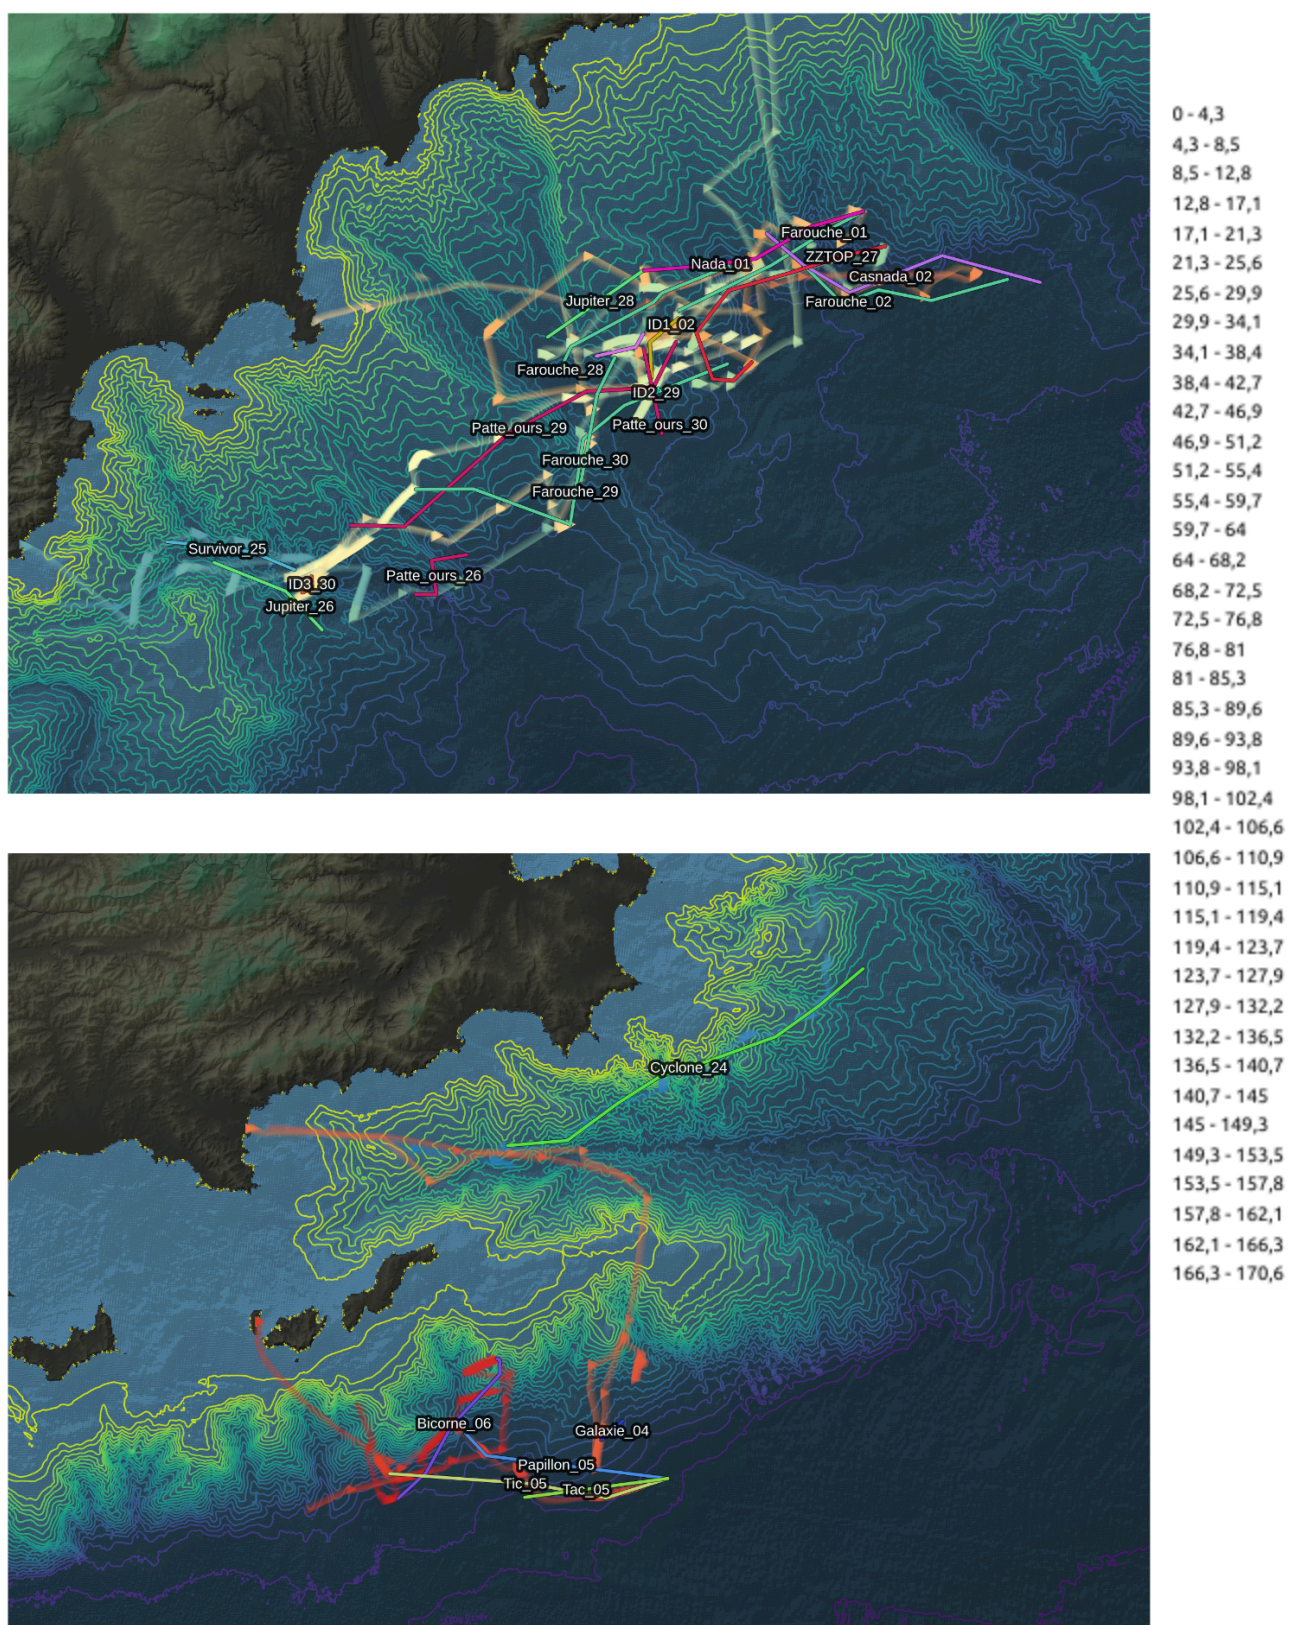 Farouche_01
ZZTOP_27
Nada_01
Casnada_02
Jupiter_28
Farouche_02
ID1_02
Farouche_28
ID2_29
Patte_ours_29
Patte_ours_30
Farouche_30
Farouche_29
Survivor_25
ID3_30
Patte_ours_26
Jupiter_26
0 - 4,3
4,3 - 8,5
8,5 - 12,8
12,8 - 17,1
17,1 - 21,3
21,3 - 25,6
25,6 - 29,9
29,9 - 34,1
34,1 - 38,4
38,4 - 42,7
42,7 - 46,9
46,9 - 51,2
51,2 - 55,4
55,4 - 59,7
59,7 - 64
64 - 68,2
68,2 - 72,5
72,5 - 76,8
76,8 - 81
81 - 85,3
85,3 - 89,6
89,6 - 93,8
93,8 - 98,1
98,1 - 102,4
102,4 - 106,6
106,6 - 110,9
110,9 - 115,1
115,1 - 119,4
119,4 - 123,7
123,7 - 127,9
127,9 - 132,2
132,2 - 136,5
136,5 - 140,7
140,7 - 145
145 - 149,3
149,3 - 153,5
153,5 - 157,8
157,8 - 162,1
162,1 - 166,3
166,3 - 170,6
Cyclone_24
Bicorne_06
Galaxie_04
Papillon_05
Tic_05
Tac_05